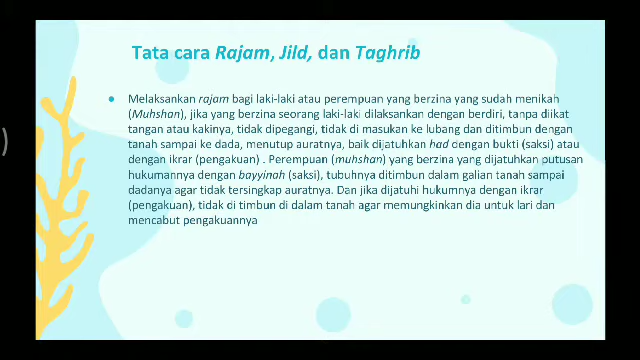 Tata cara Rajam, Jild, dan Taghrib
• Melaksankan rajam bagi laki-laki atau perempuan yang berzina yang sudah menikah
(Muhshan), jika yang berzina seorang laki-laki dilaksankan dengan berdiri, tanpa diikat
tangan atau kakinya, tidak dipegangi, tidak di masukan ke lubang dan ditimbun dengan
tanah sampai ke dada, menutup auratnya, baik dijatuhkan had dengan bukti (saksi) atau
dengan ikrar (pengakuan) . Perempuan (muhshan) yang berzina yang dijatuhkan putusan
hukumannya dengan bayyinah (saksi), tubuhnya ditimbun dalam galian tanah sampai
dadanya agar tidak tersingkap auratnya. Dan jika dijatuhi hukumnya dengan ikrar
(pengakuan), tidak di timbun di dalam tanah agar memungkinkan dia untuk lari dan
mencabut pengakuannya